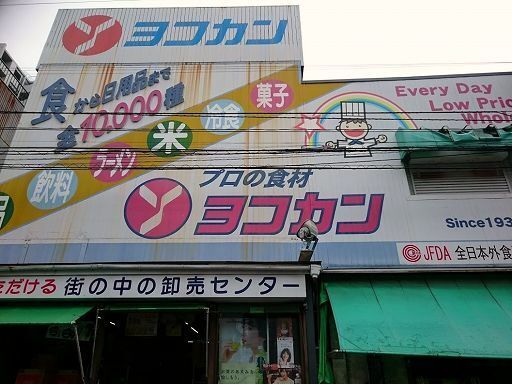 ヨコカン
食から日用品まで
全10,000種
菓子
冷食
米
ラーメン
飲料
Every Day
Low Pric
Whol
プロの食材
ヨコカン
Since193
JFDA 全日本外食
ただける 街の中の卸売センター